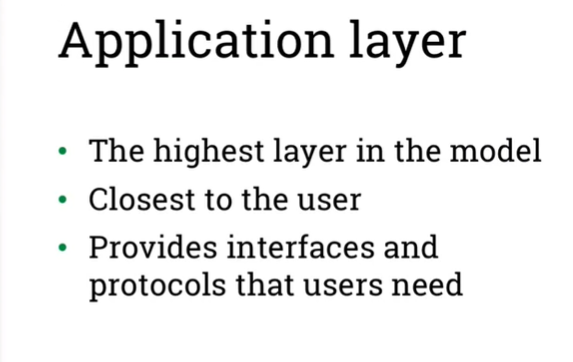 Application layer
• The highest layer in the model
• Closest to the user
• Provides interfaces and
protocols that users need